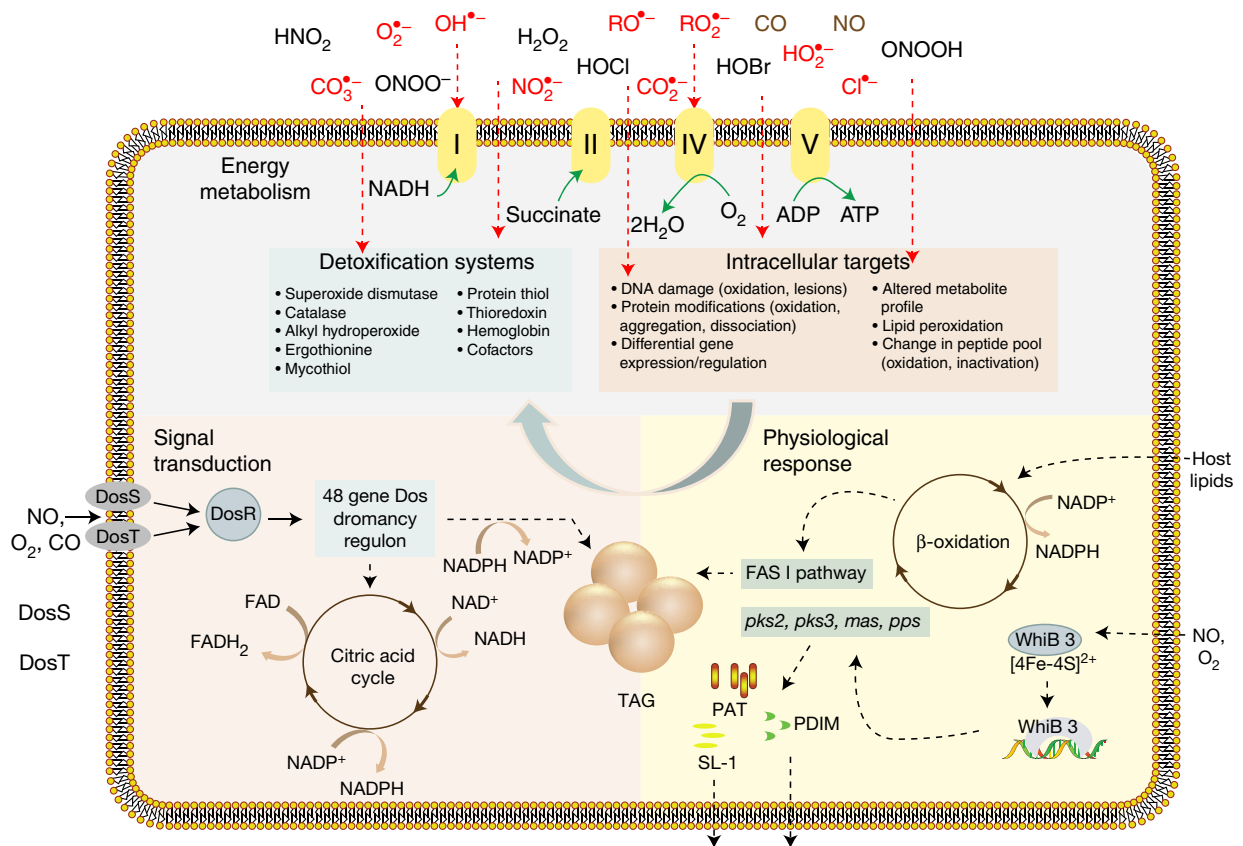 HNO₂
O₂•⁻
OH•⁻
H₂O₂
RO•⁻
RO₂•⁻
CO
NO
HO₂•⁻
ONOOH
CO₃•⁻
ONOO⁻
NO₂•⁻
HOCl
CO₂•⁻
HOBr
Cl•⁻
I
II
IV
V
Energy
metabolism
NADH
Succinate
2H₂O
O₂
ADP
ATP
Detoxification systems
• Superoxide dismutase
• Catalase
• Alkyl hydroperoxide
• Ergothionine
• Mycothiol
• Protein thiol
• Thioredoxin
• Hemoglobin
• Cofactors
Intracellular targets
• DNA damage (oxidation, lesions)
• Protein modifications (oxidation,
aggregation, dissociation)
• Differential gene
expression/regulation
• Altered metabolite
profile
• Lipid peroxidation
• Change in peptide pool
(oxidation, inactivation)
Signal
transduction
NO,
O₂, CO
DosS
DosT
DosR
48 gene Dos
dromancy
regulon
NADPH
NADP⁺
FAD
FADH₂
NAD⁺
NADH
Citric acid
cycle
NADP⁺
NADPH
DosS
DosT
TAG
Physiological
response
Host
lipids
NADP⁺
NADPH
β-oxidation
FAS I pathway
pks2, pks3, mas, pps
WhiB 3
[4Fe-4S]²⁺
NO,
O₂
WhiB 3
PAT
PDIM
SL-1